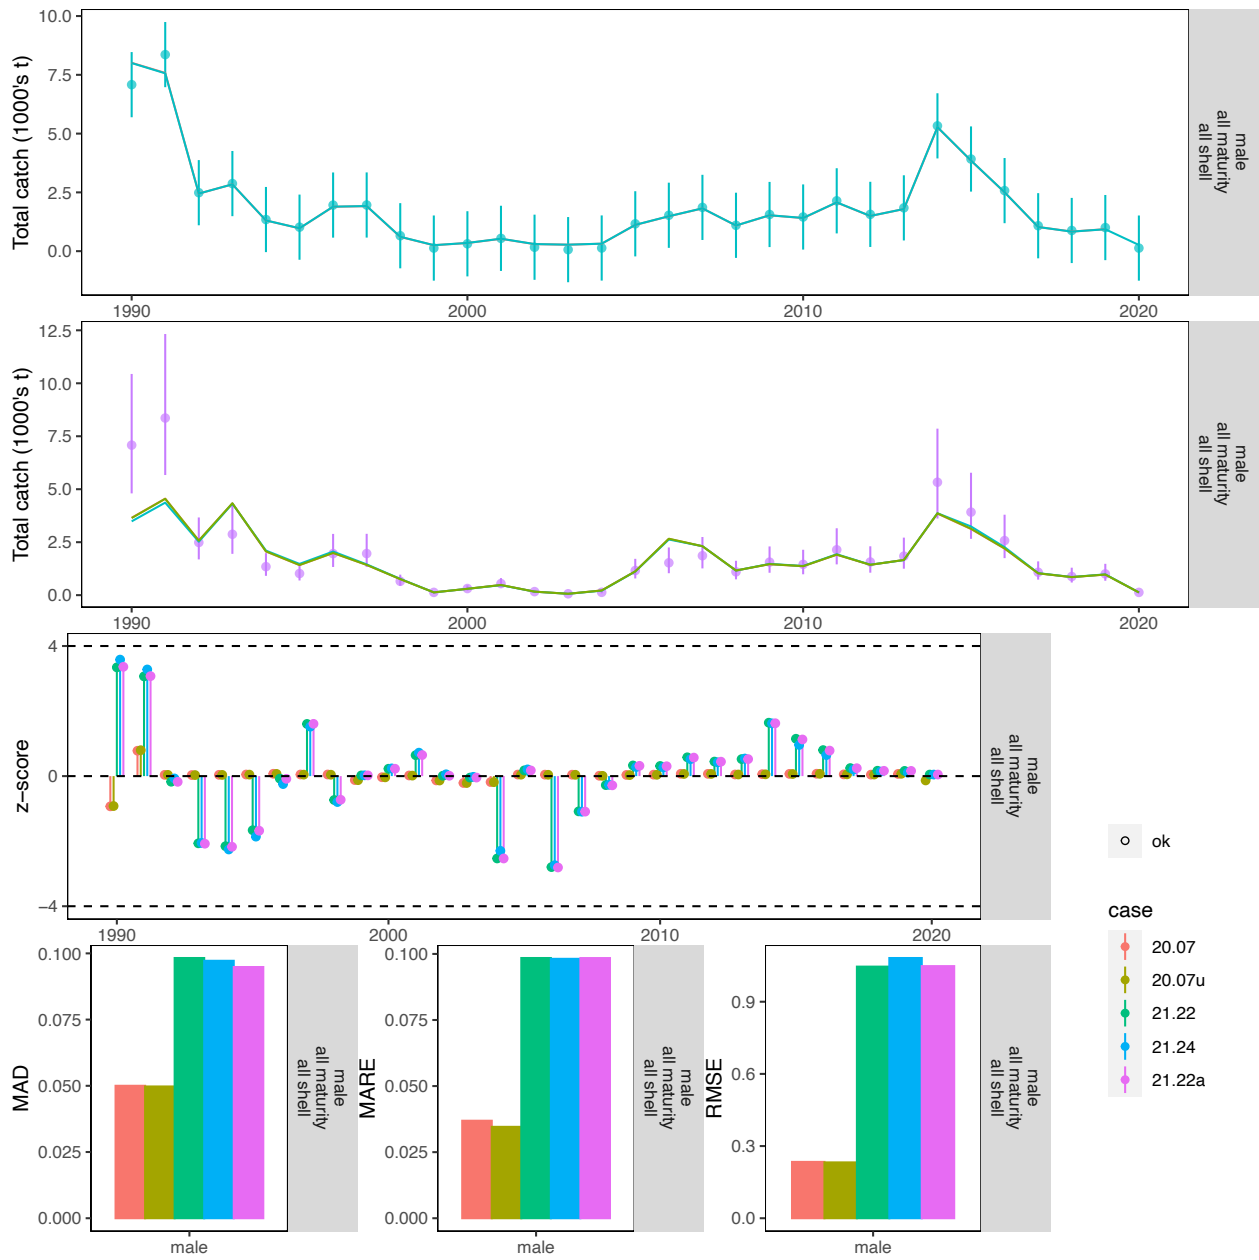 10.0
7.5
5.0
2.5
0.0
Total catch (1000's t)
male
all maturity
all shell
1990
2000
2010
2020
12.5
10.0
7.5
5.0
2.5
0.0
Total catch (1000's t)
male
all maturity
all shell
1990
2000
2010
2020
4
0
−4
z−score
male
all maturity
all shell
1990
2000
2010
2020
ok
case
20.07
20.07u
21.22
21.24
21.22a
0.100
0.075
0.050
0.025
0.000
MAD
male
male
all maturity
all shell
0.100
0.075
0.050
0.025
0.000
MARE
male
male
all maturity
all shell
0.9
0.6
0.3
0.0
RMSE
male
male
all maturity
all shell